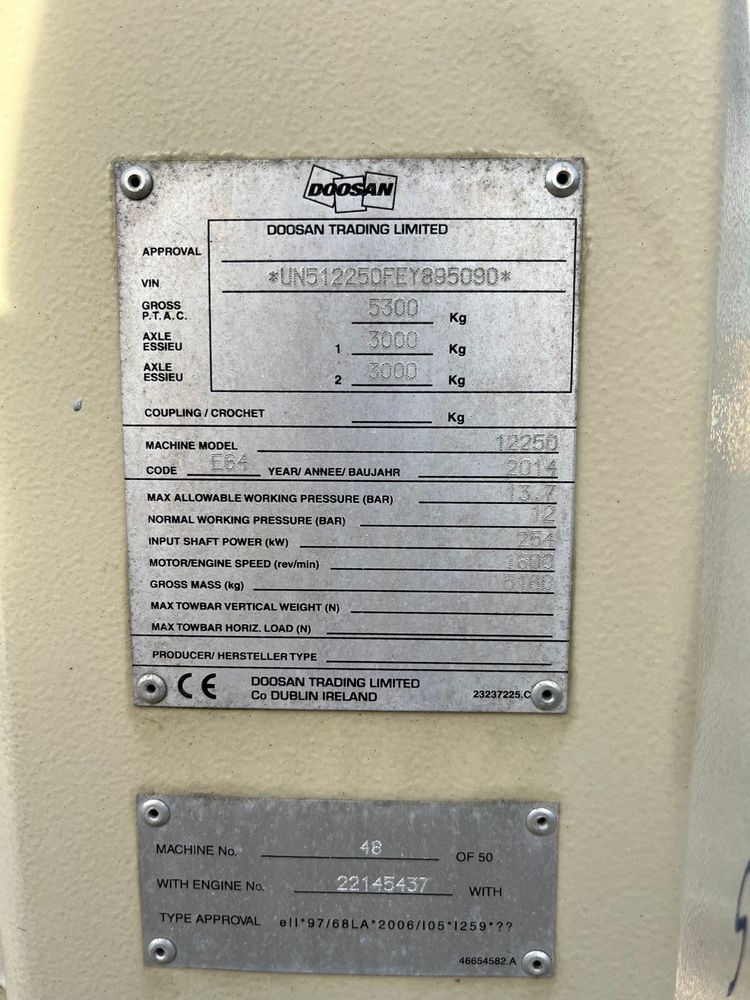 DOOSAN
DOOSAN TRADING LIMITED
APPROVAL
VIN *UN512250FEY895090*
GROSS
P.T.A.C. 5300 Kg
AXLE
ESSIEU 1 3000 Kg
AXLE
ESSIEU 2 3000 Kg
COUPLING / CROCHET Kg
MACHINE MODEL 12250
CODE E64 YEAR/ ANNEE/ BAUJAHR 2014
MAX ALLOWABLE WORKING PRESSURE (BAR) 13.7
NORMAL WORKING PRESSURE (BAR) 12
INPUT SHAFT POWER (kW) 254
MOTOR/ENGINE SPEED (rev/min) 1800
GROSS MASS (kg) 5160
MAX TOWBAR VERTICAL WEIGHT (N)
MAX TOWBAR HORIZ. LOAD (N)
PRODUCER/ HERSTELLER TYPE
CE DOOSAN TRADING LIMITED
Co DUBLIN IRELAND 23237225.C
MACHINE No. 48 OF 50
WITH ENGINE No. 22145437 WITH
TYPE APPROVAL eII*97/68LA*2006/I05*I259*??
46654582.A